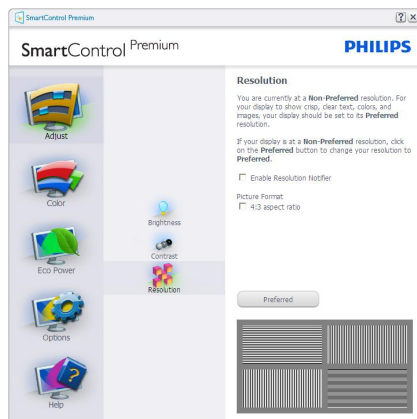 SmartControl Premium
SmartControl Premium
PHILIPS
Adjust
Color
Eco Power
Options
Help
Brightness
Contrast
Resolution
Resolution
You are currently at a Non-Preferred resolution. For
your display to show crisp, clear text, colors, and
images, your display should be set to its Preferred
resolution.
If your display is at a Non-Preferred resolution, click
on the Preferred button to change your resolution to
Preferred.
Enable Resolution Notifier
Picture Format
4:3 aspect ratio
Preferred